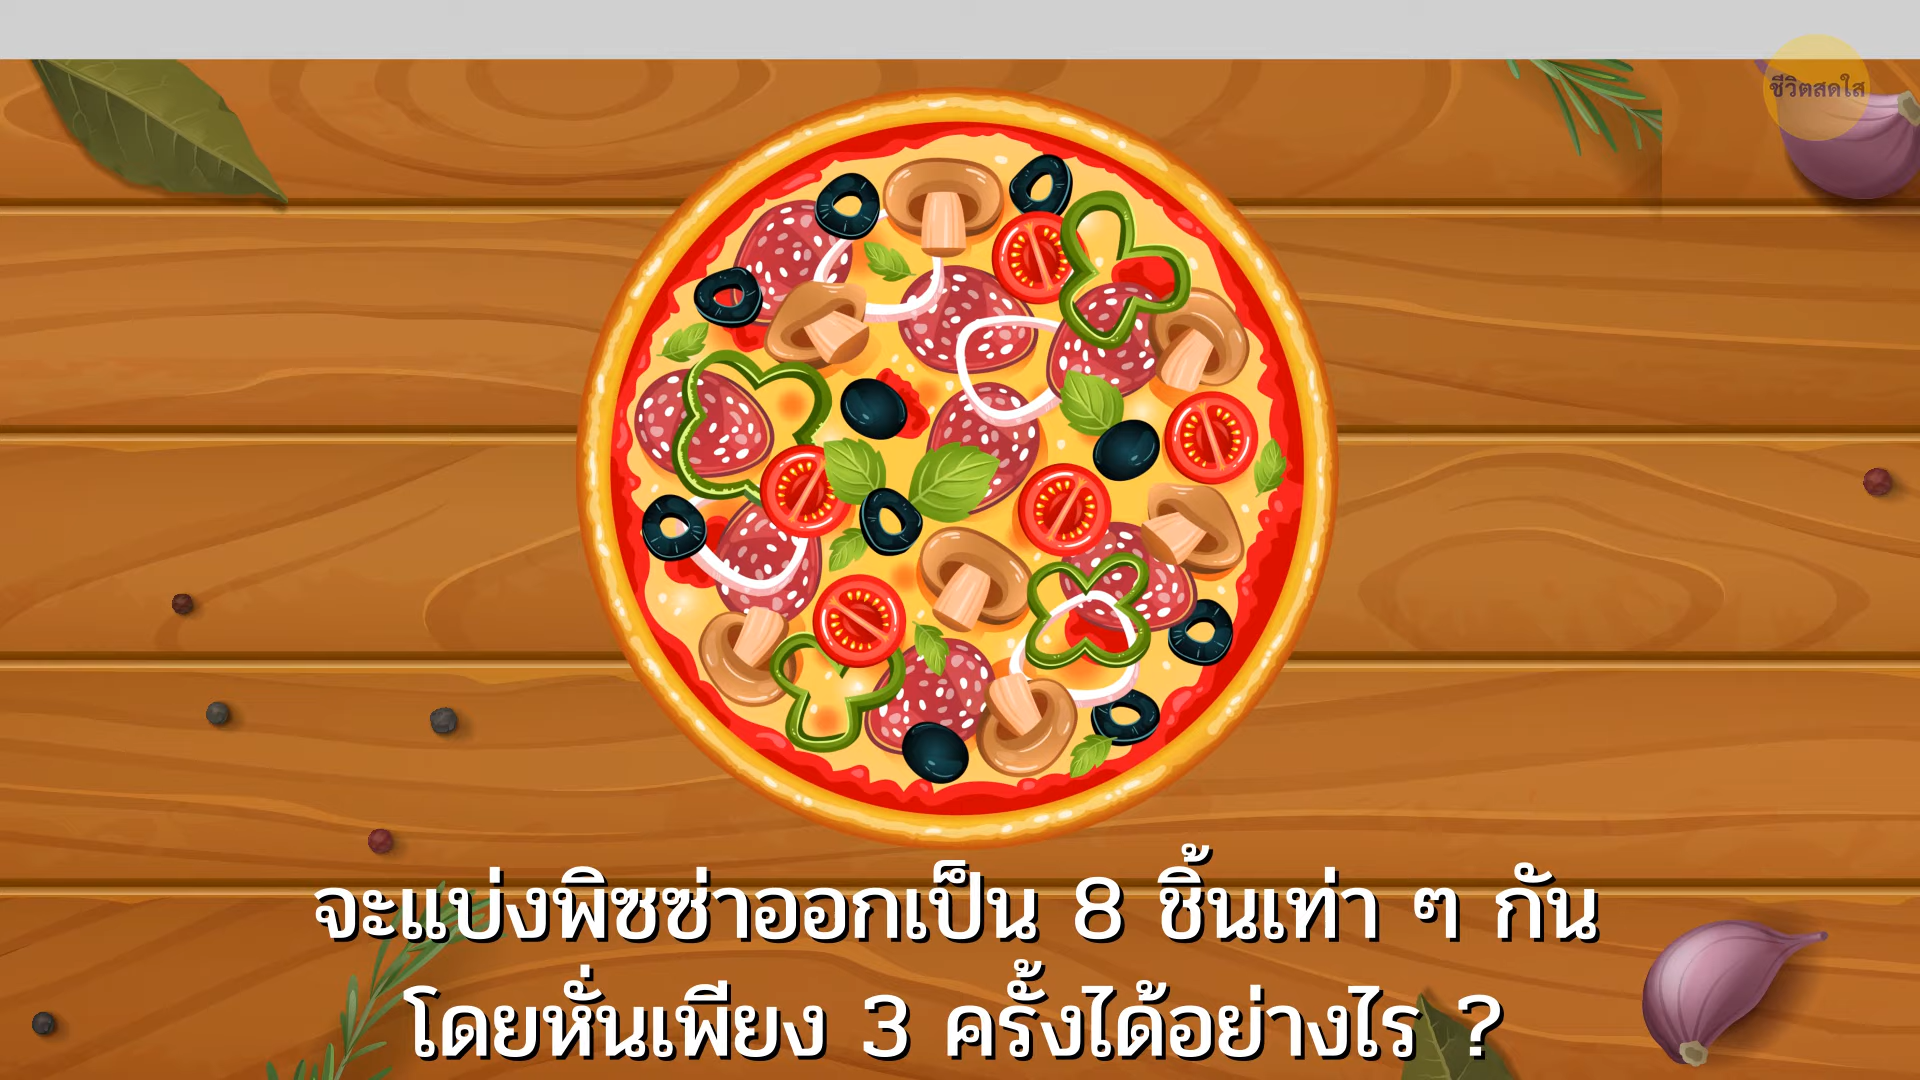 ชีวิตสดใส
จะแบ่งพิซซ่าออกเป็น 8 ชิ้นเท่า ๆ กัน
โดยหั่นเพียง 3 ครั้งได้อย่างไร ?